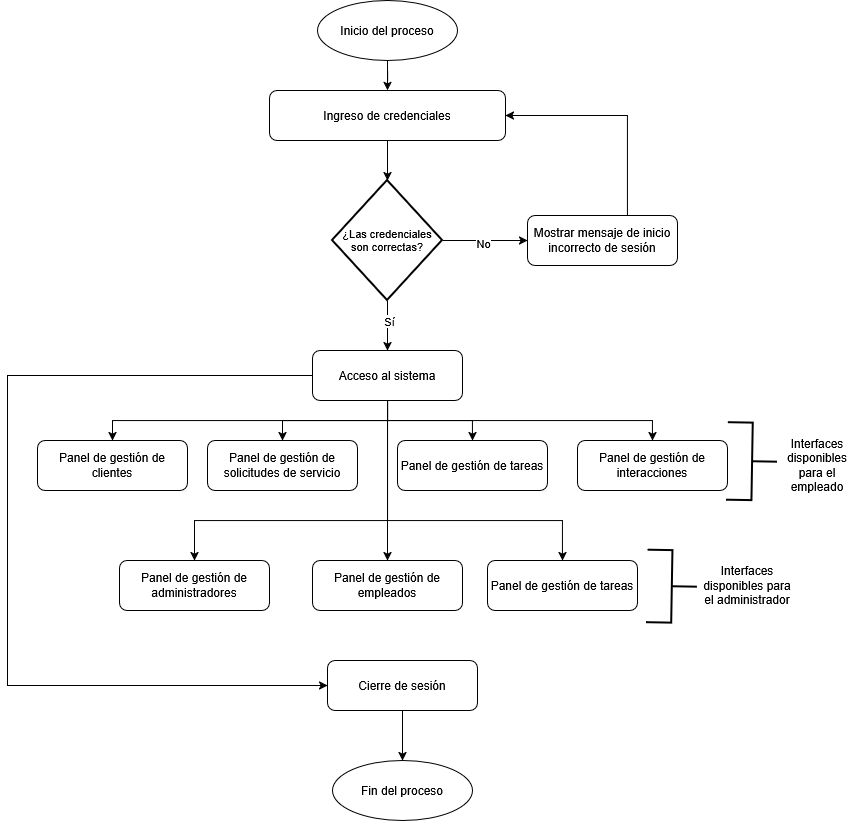 Inicio del proceso
Ingreso de credenciales
¿Las credenciales
son correctas?
No
Mostrar mensaje de inicio
incorrecto de sesión
Sí
Acceso al sistema
Panel de gestión de
clientes
Panel de gestión de
solicitudes de servicio
Panel de gestión de tareas
Panel de gestión de
interacciones
Interfaces
disponibles
para el
empleado
Panel de gestión de
administradores
Panel de gestión de
empleados
Panel de gestión de tareas
Interfaces
disponibles para
el administrador
Cierre de sesión
Fin del proceso